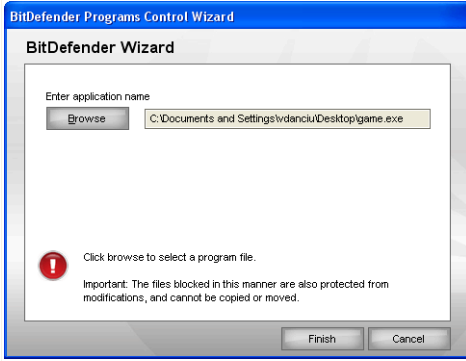 BitDefender Programs Control Wizard
BitDefender Wizard
Enter application name
Browse
C:\Documents and Settings\vdanciu\Desktop\game.exe
Click browse to select a program file.
Important: The files blocked in this manner are also protected from
modifications, and cannot be copied or moved.
Finish
Cancel